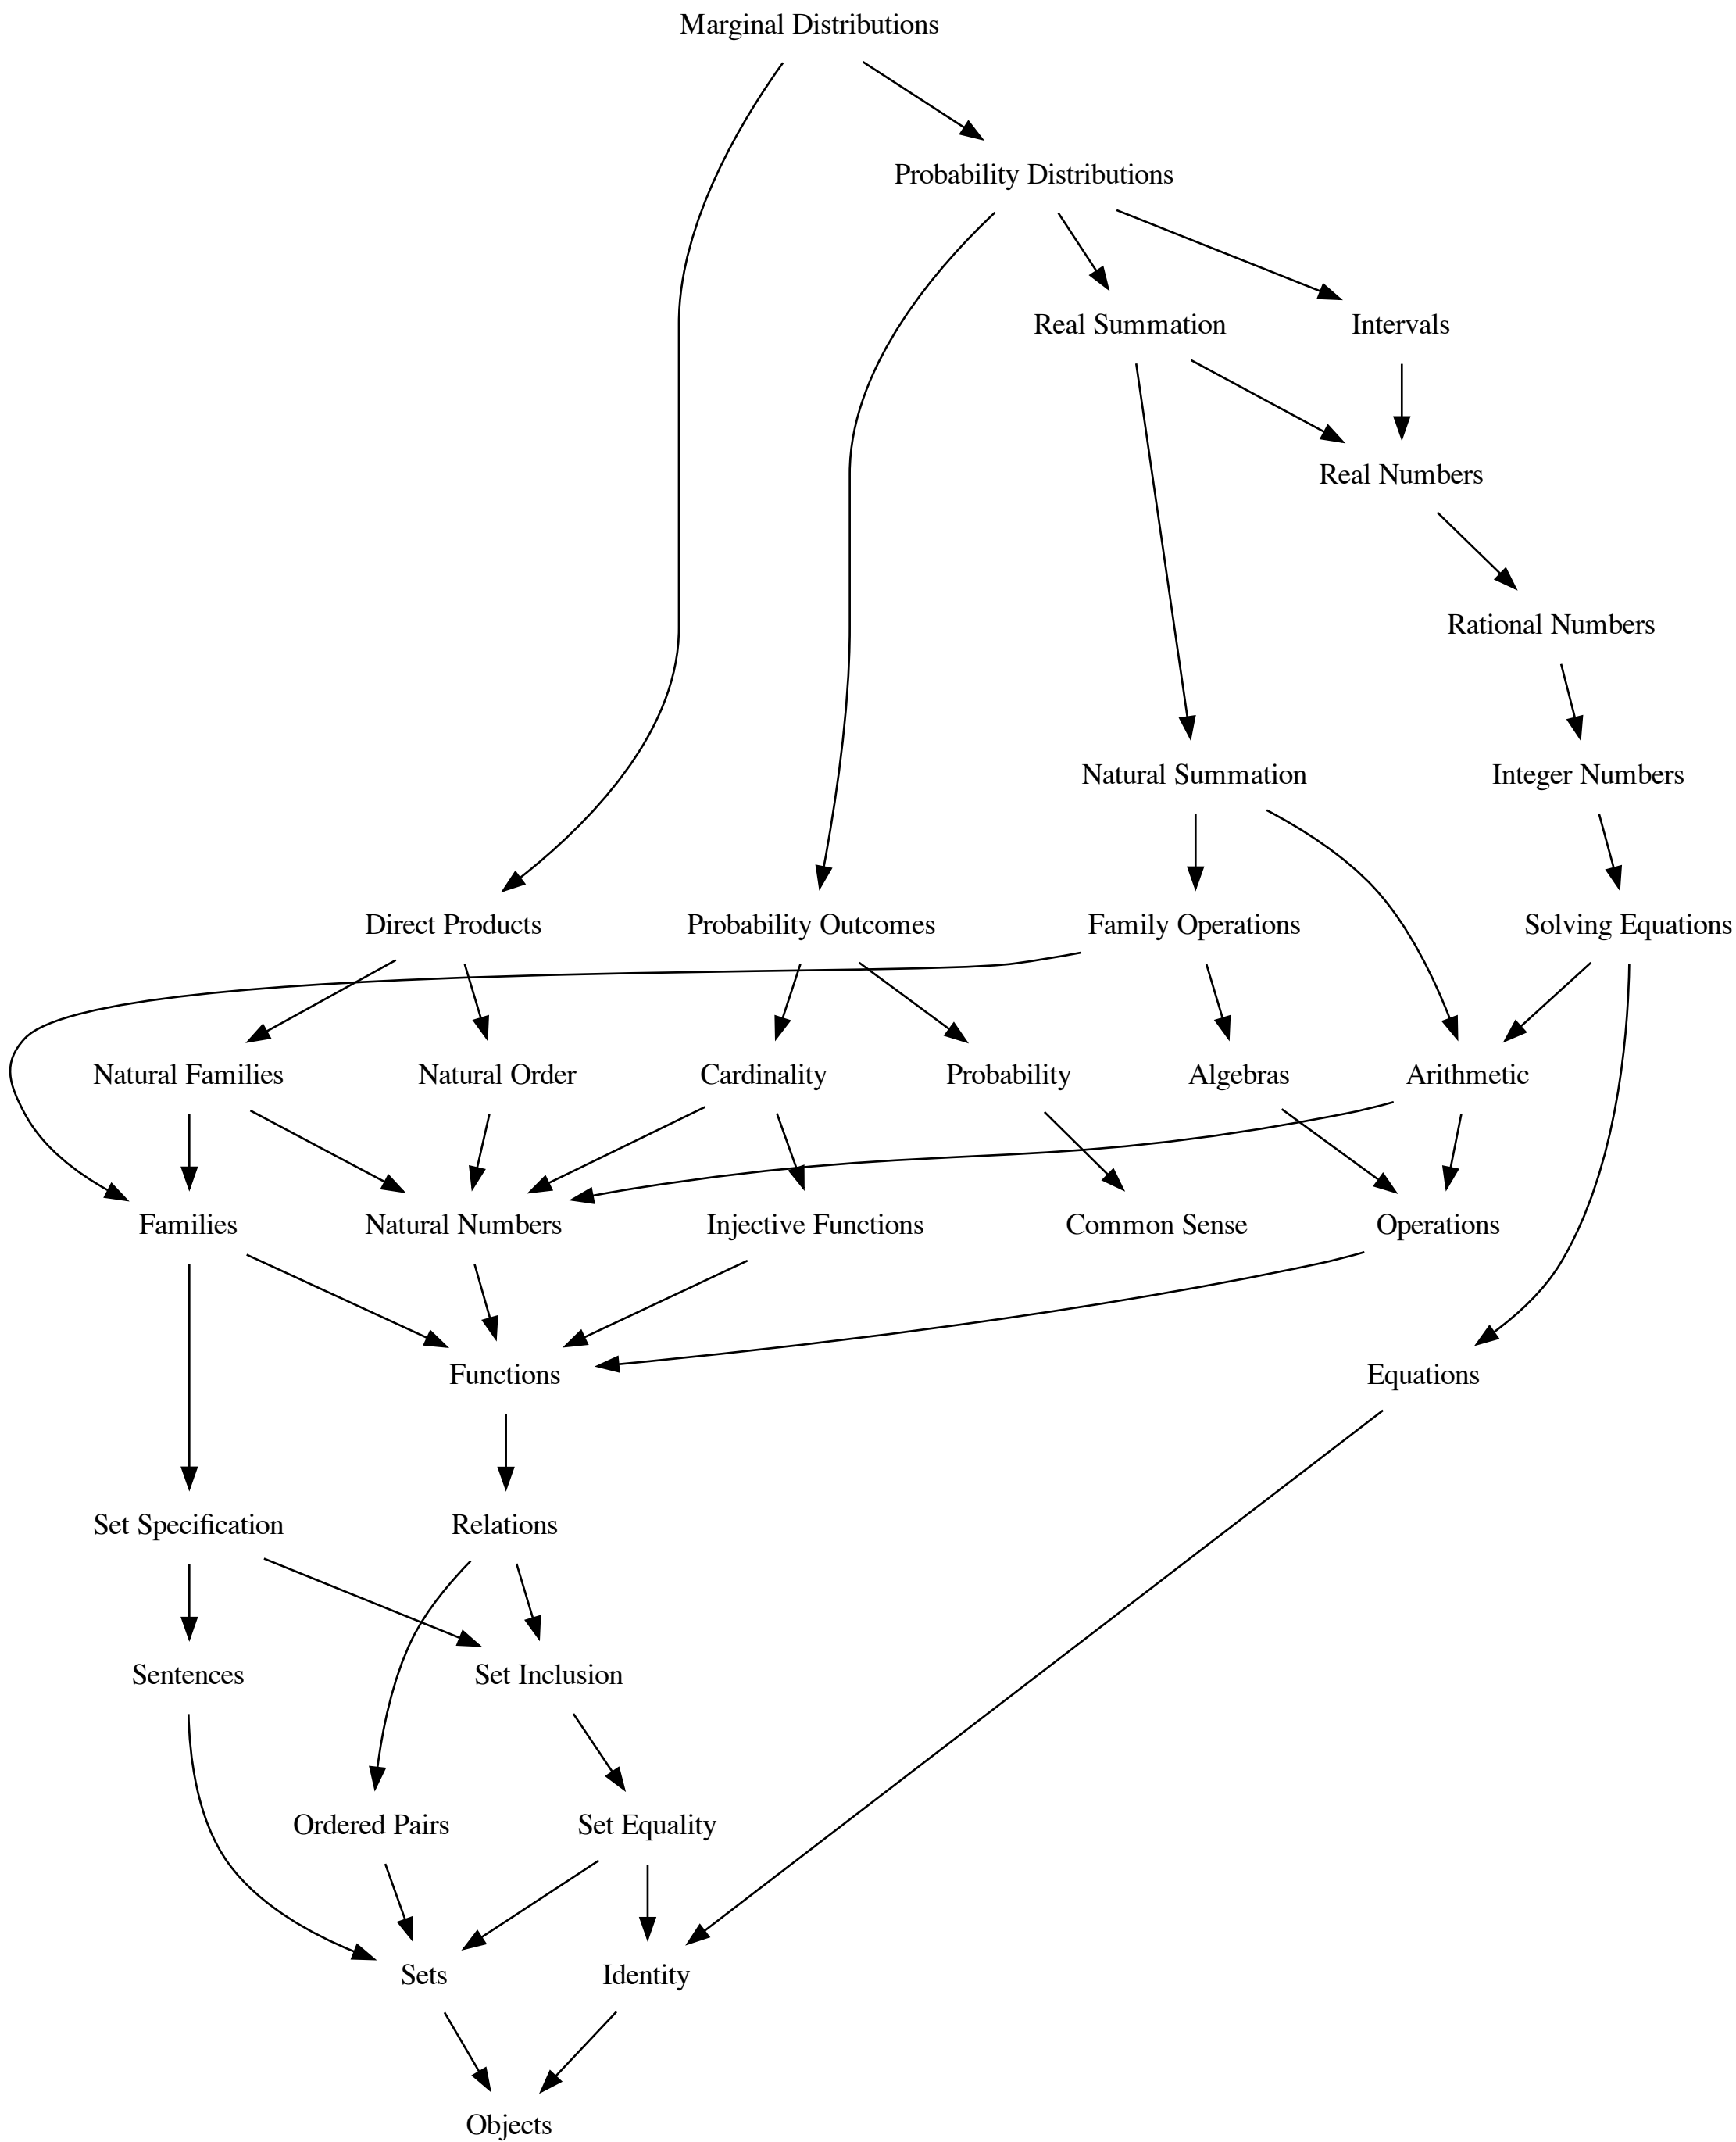 Marginal Distributions
Probability Distributions
Real Summation
Intervals
Real Numbers
Rational Numbers
Natural Summation
Integer Numbers
Direct Products
Probability Outcomes
Family Operations
Solving Equations
Natural Families
Natural Order
Cardinality
Probability
Algebras
Arithmetic
Families
Natural Numbers
Injective Functions
Common Sense
Operations
Functions
Equations
Set Specification
Relations
Sentences
Set Inclusion
Ordered Pairs
Set Equality
Sets
Identity
Objects